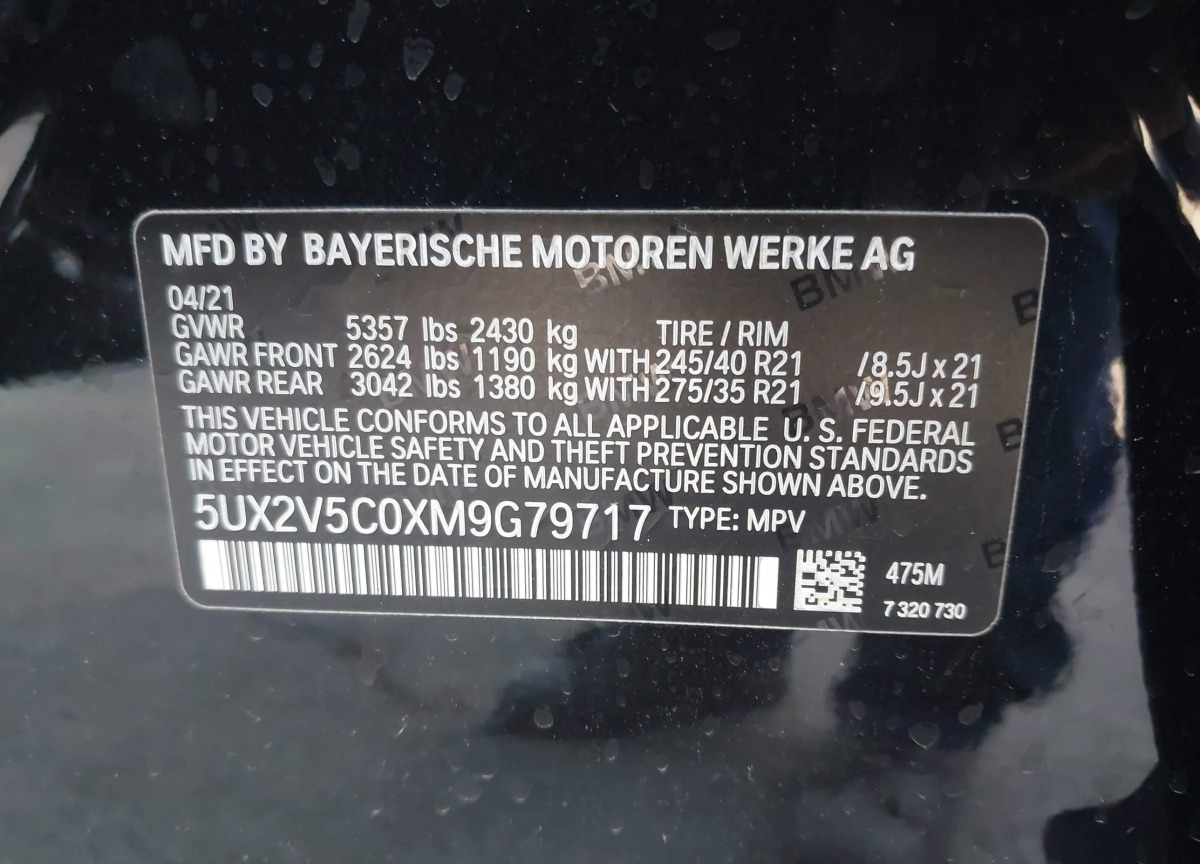 MFD BY BAYERISCHE MOTOREN WERKE AG
04/21
GVWR 5357 lbs 2430 kg TIRE / RIM
GAWR FRONT 2624 lbs 1190 kg WITH 245/40 R21 /8.5J x 21
GAWR REAR 3042 lbs 1380 kg WITH 275/35 R21 /9.5J x 21
THIS VEHICLE CONFORMS TO ALL APPLICABLE U. S. FEDERAL
MOTOR VEHICLE SAFETY AND THEFT PREVENTION STANDARDS
IN EFFECT ON THE DATE OF MANUFACTURE SHOWN ABOVE.
5UX2V5C0XM9G79717 TYPE: MPV
475M
7 320 730